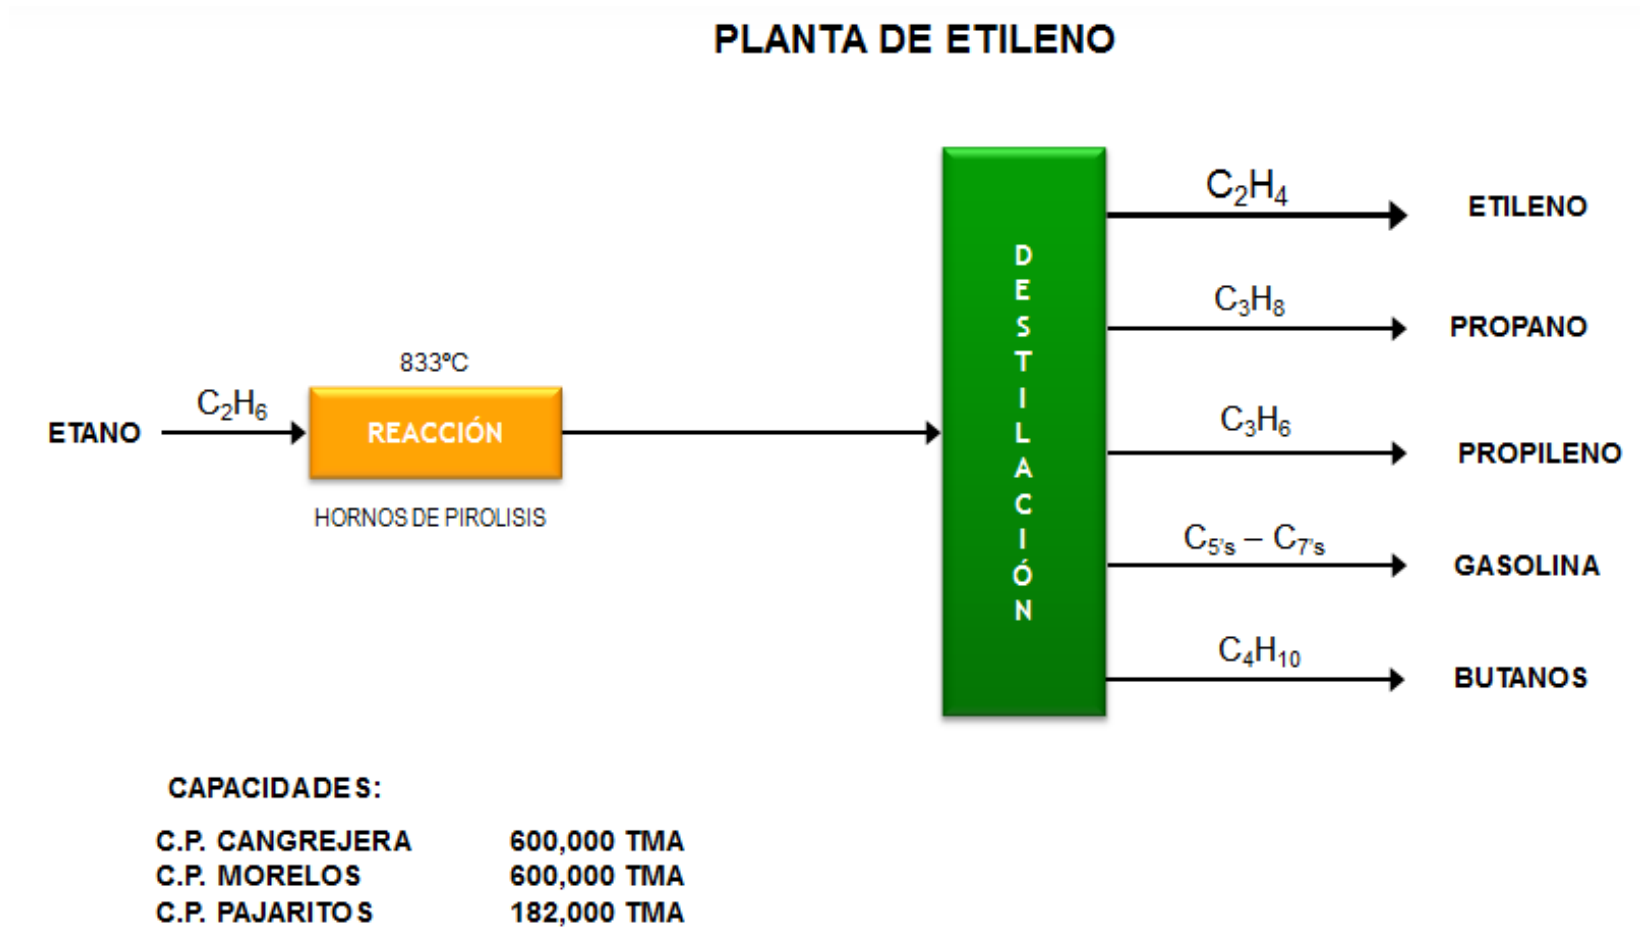 PLANTA DE ETILENO
C2H4
ETILENO
C3H8
PROPANO
833ºC
ETANO
C2H6
REACCIÓN
HORNOS DE PIROLISIS
DESTILACIÓN
C3H6
PROPILENO
C5's – C7's
GASOLINA
C4H10
BUTANOS
CAPACIDADES:
C.P. CANGREJERA 600,000 TMA
C.P. MORELOS 600,000 TMA
C.P. PAJARITOS 182,000 TMA